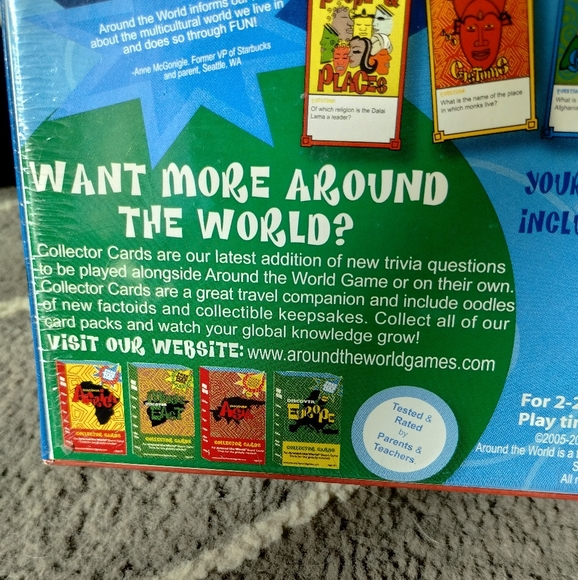 Around the World informs
about the multicultural world we live in
and does so through FUN!
-Anne McGonigle, Former VP of Starbucks
and parent, Seattle, WA
&
PLACES
Of which religion is the Dalai
Lama a leader?
CUSTOMS
What is the name of the place
in which monks live?
What is
WANT MORE AROUND
THE WORLD?
Collector Cards are our latest addition of new trivia questions
to be played alongside Around the World Game or on their own.
Collector Cards are a great travel companion and include oodles
of new factoids and collectible keepsakes. Collect all of our
card packs and watch your global knowledge grow!
VISIT OUR WEBSITE: www.aroundtheworldgames.com
COLLECTOR CARDS
COLLECTOR CARDS
COLLECTOR CARDS
DISCOVER
EUROPE
COLLECTOR CARDS
Tested &
Rated
by
Parents &
Teachers
YOUR
INCLU
For 2-2
Play tim
©2005-20
Around the World is a t
All r